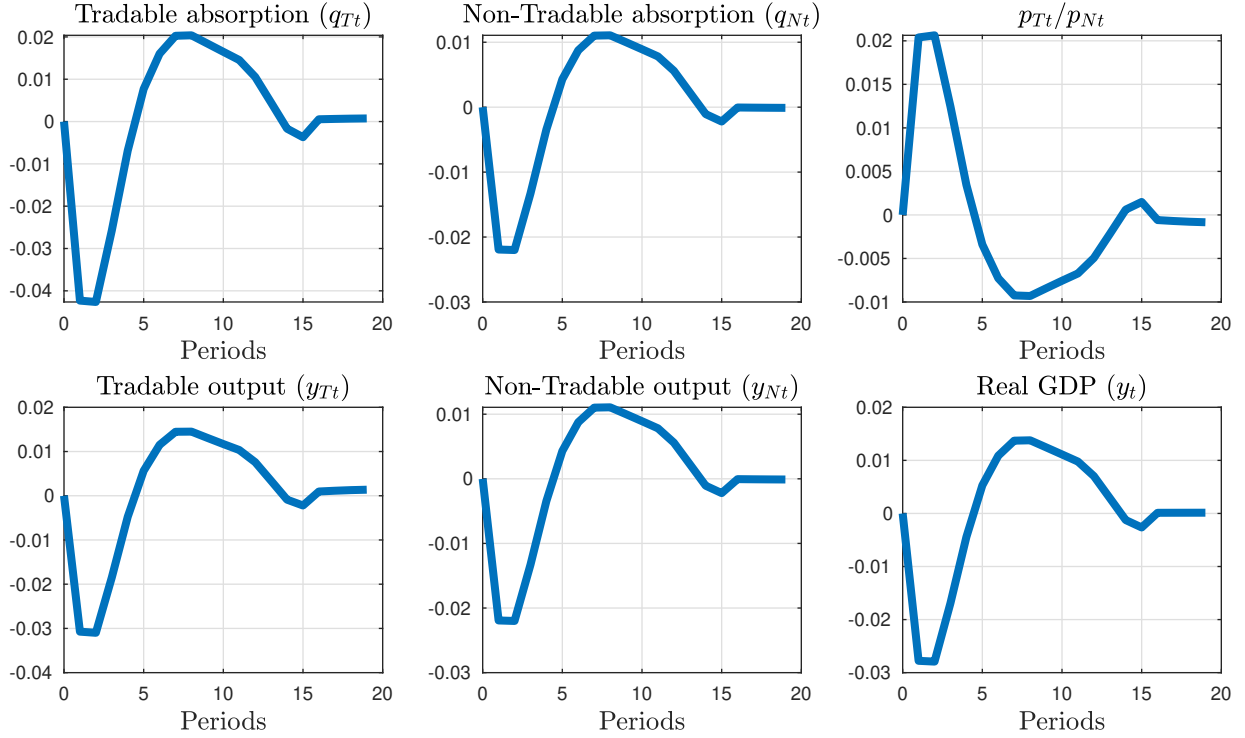 Tradable absorption (q_{Tt})
0.02
0.01
0
-0.01
-0.02
-0.03
-0.04
0 5 10 15 20
Periods
Non-Tradable absorption (q_{Nt})
0.01
0
-0.01
-0.02
-0.03
0 5 10 15 20
Periods
p_{Tt}/p_{Nt}
0.02
0.015
0.01
0.005
0
-0.005
-0.01
0 5 10 15 20
Periods
Tradable output (y_{Tt})
0.02
0.01
0
-0.01
-0.02
-0.03
-0.04
0 5 10 15 20
Periods
Non-Tradable output (y_{Nt})
0.01
0
-0.01
-0.02
-0.03
0 5 10 15 20
Periods
Real GDP (y_t)
0.02
0.01
0
-0.01
-0.02
-0.03
0 5 10 15 20
Periods